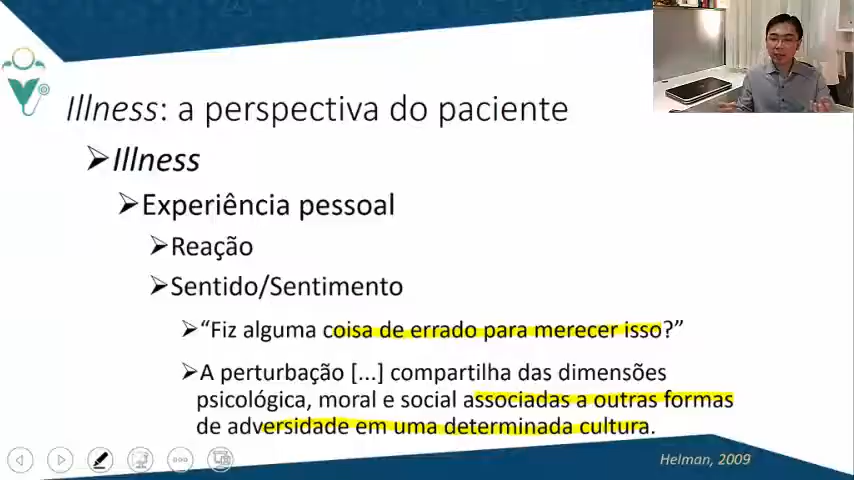 Illness: a perspectiva do paciente
Illness
Experiência pessoal
Reação
Sentido/Sentimento
“Fiz alguma coisa de errado para merecer isso?”
A perturbação [...] compartilha das dimensões
psicológica, moral e social associadas a outras formas
de adversidade em uma determinada cultura.
Helman, 2009